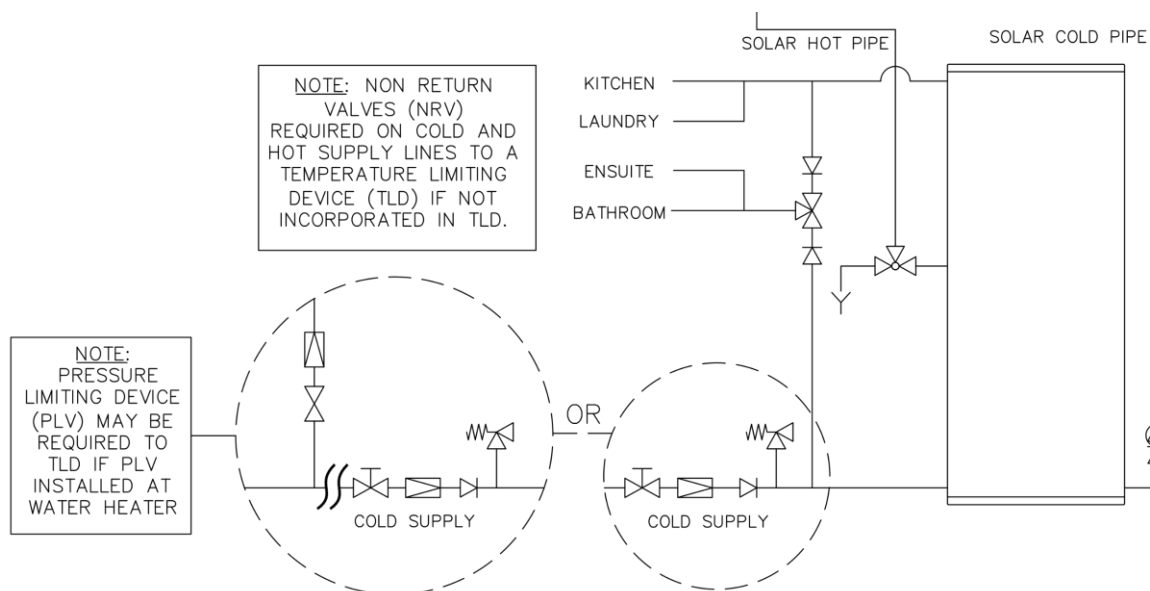 SOLAR HOT PIPE
SOLAR COLD PIPE
NOTE: NON RETURN
VALVES (NRV)
REQUIRED ON COLD AND
HOT SUPPLY LINES TO A
TEMPERATURE LIMITING
DEVICE (TLD) IF NOT
INCORPORATED IN TLD.
KITCHEN
LAUNDRY
ENSUITE
BATHROOM
NOTE:
PRESSURE
LIMITING DEVICE
(PLV) MAY BE
REQUIRED TO
TLD IF PLV
INSTALLED AT
WATER HEATER
OR
COLD SUPPLY
COLD SUPPLY